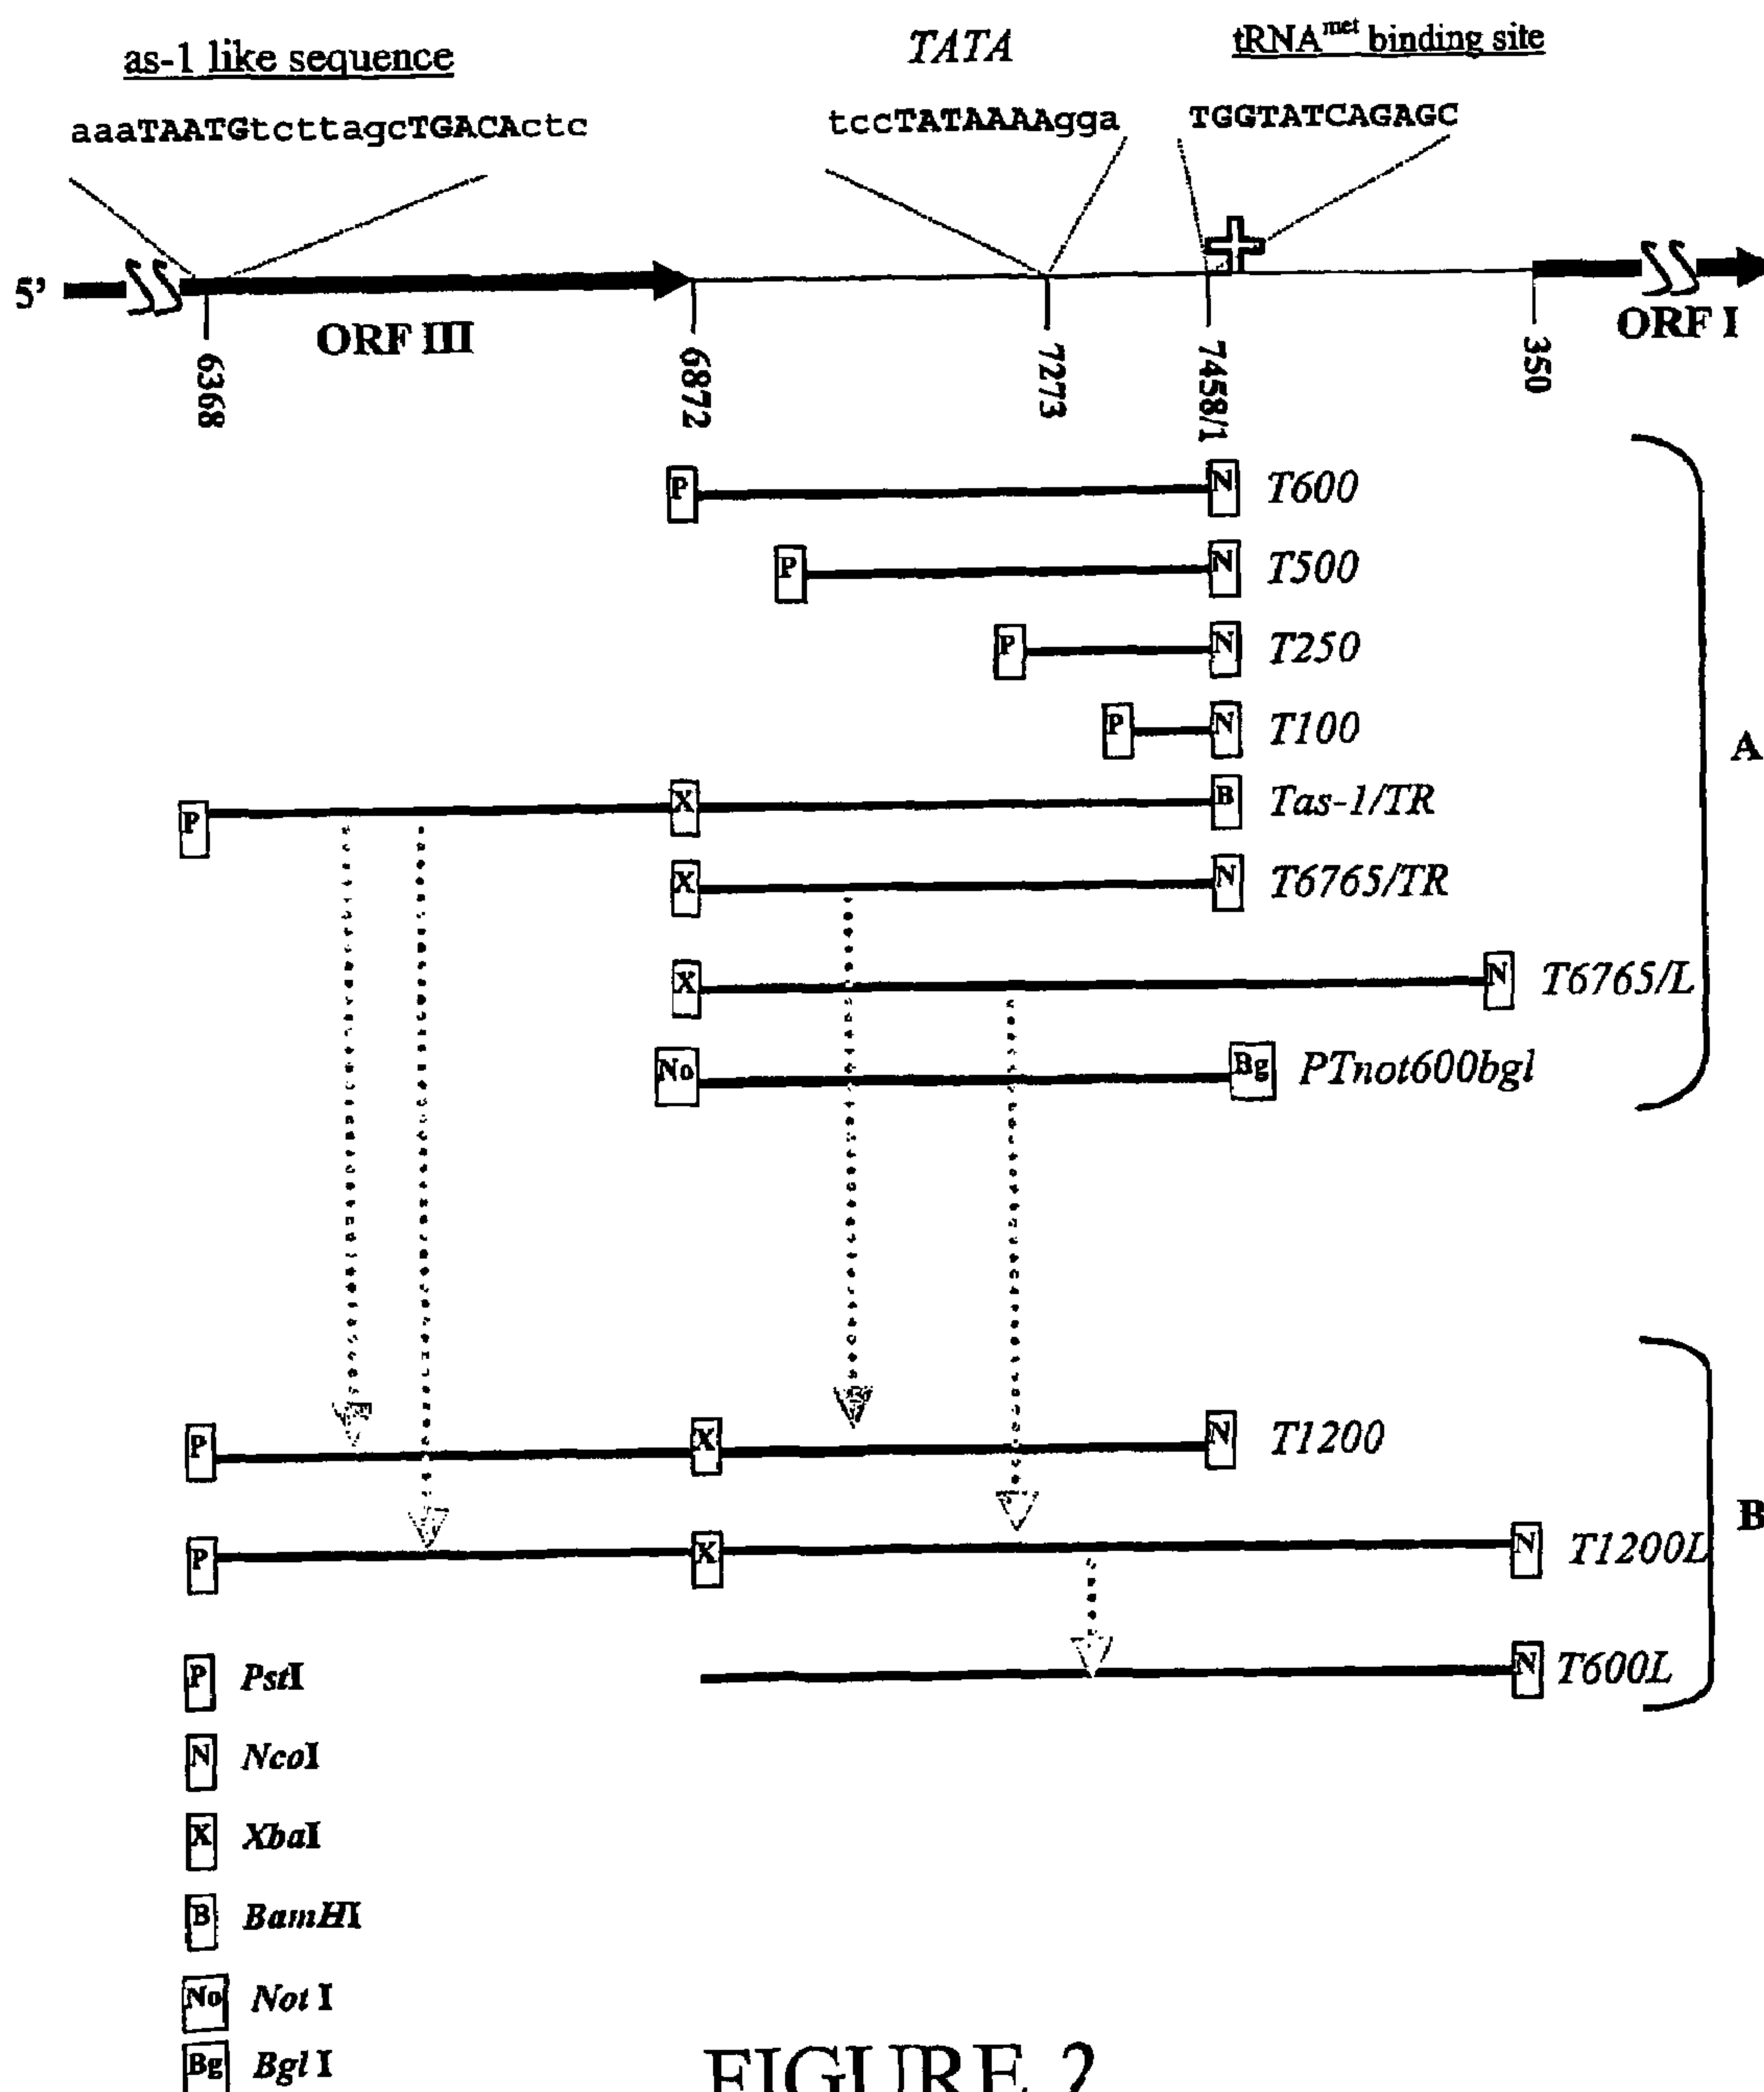 as-1 like sequence
TATA
tRNAmet binding site
aaaTAATGtcttagcTGACActc
tccTATAAAAgga
TGGTATCAGAGC
5'
ORF III
ORF I
6368
6872
7273
7458/1
350
P N T600
P N T500
P N T250
P N T100
A
P X B Tas-1/TR
X N T6765/TR
X N T6765/L
No Bg PTnot600bgl
P X N T1200
B
P X N T1200L
N T600L
P PstI
N NcoI
X XbaI
B BamHI
No Not I
Bg Bgl I
FIGURE 2